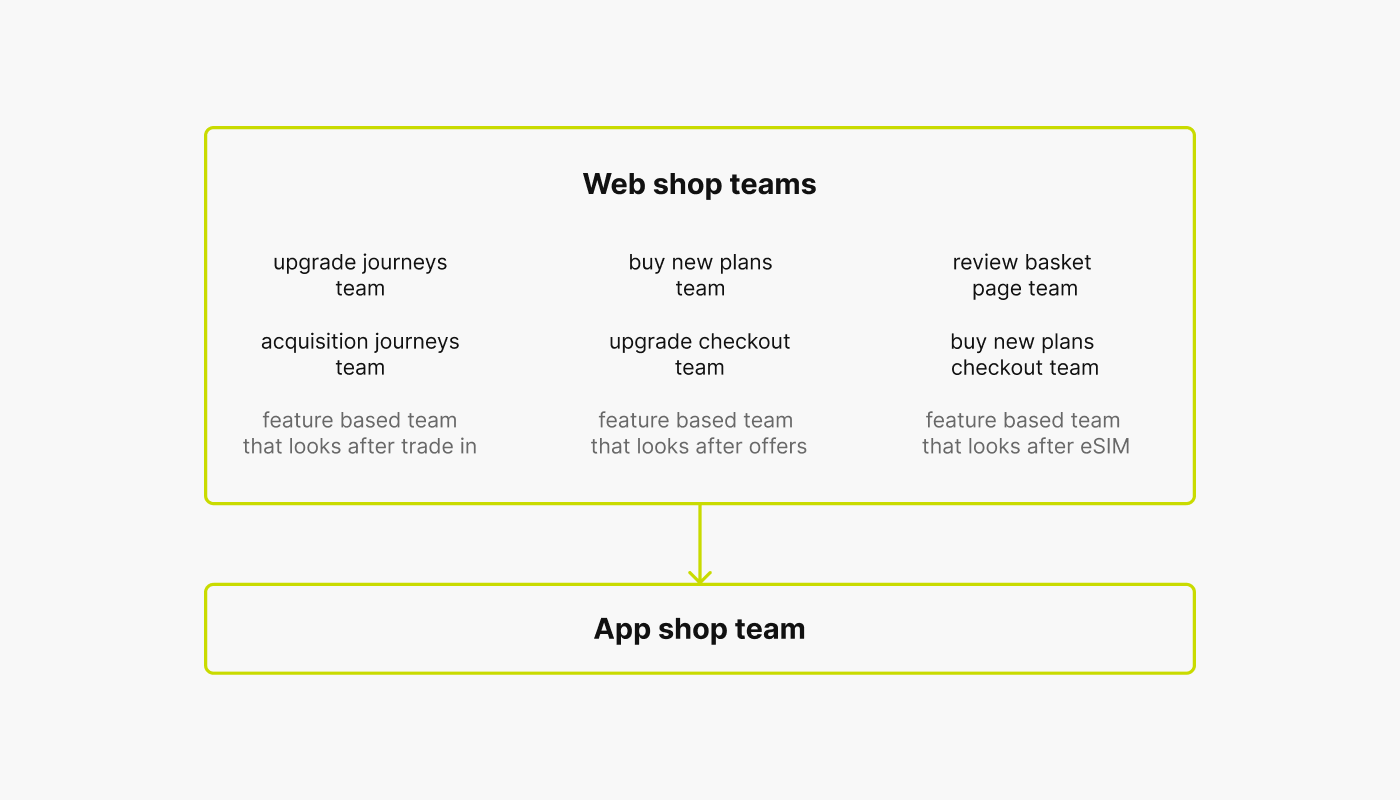 Web shop teams
upgrade journeys
team
buy new plans
team
review basket
page team
acquisition journeys
team
upgrade checkout
team
buy new plans
checkout team
feature based team
that looks after trade in
feature based team
that looks after offers
feature based team
that looks after eSIM
App shop team